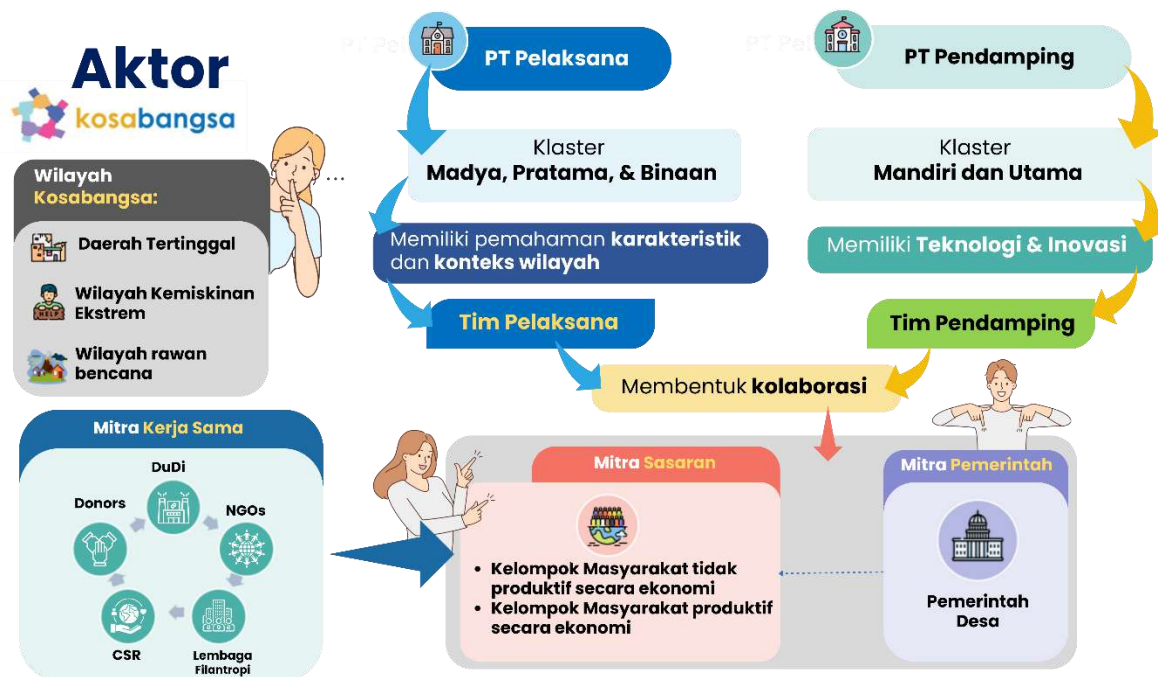 Aktor
kosabangsa
Wilayah
Kosabangsa:
Daerah Tertinggal
Wilayah Kemiskinan
Ekstrem
HELP
Wilayah rawan
bencana
...
PT Pelaksana
Klaster
Madya, Pratama, & Binaan
Memiliki pemahaman karakteristik
dan konteks wilayah
Tim Pelaksana
PT Pendamping
Klaster
Mandiri dan Utama
Memiliki Teknologi & Inovasi
Tim Pendamping
Membentuk kolaborasi
Mitra Kerja Sama
DuDi
Donors
NGOs
CSR
Lembaga
Filantropi
Mitra Sasaran
• Kelompok Masyarakat tidak
produktif secara ekonomi
• Kelompok Masyarakat produktif
secara ekonomi
Mitra Pemerintah
Pemerintah
Desa